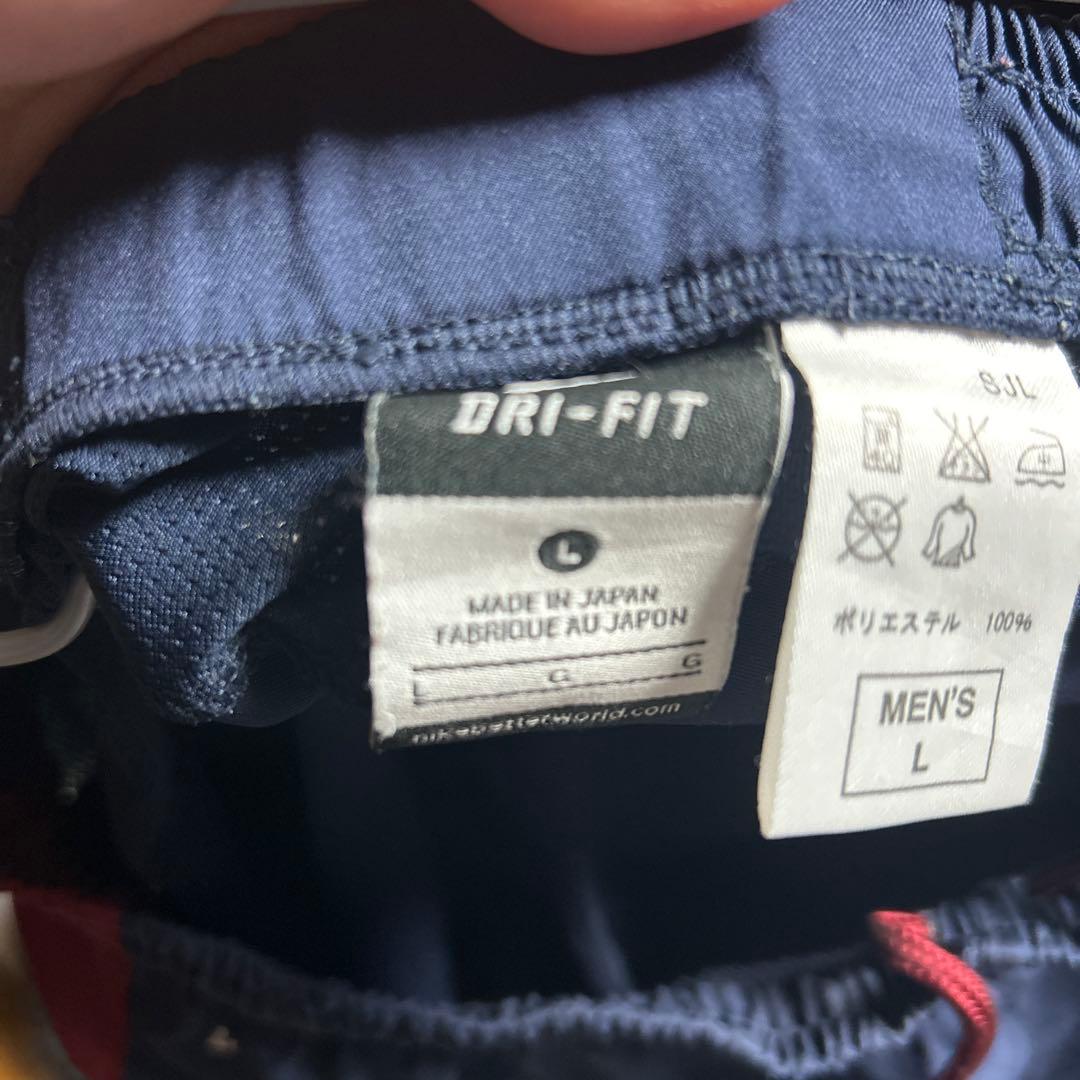 DRI-FIT
L
MADE IN JAPAN
FABRIQUE AU JAPON
L G G
nikebetterworld.com
SJL
40
ポリエステル 100%
MEN'S
L